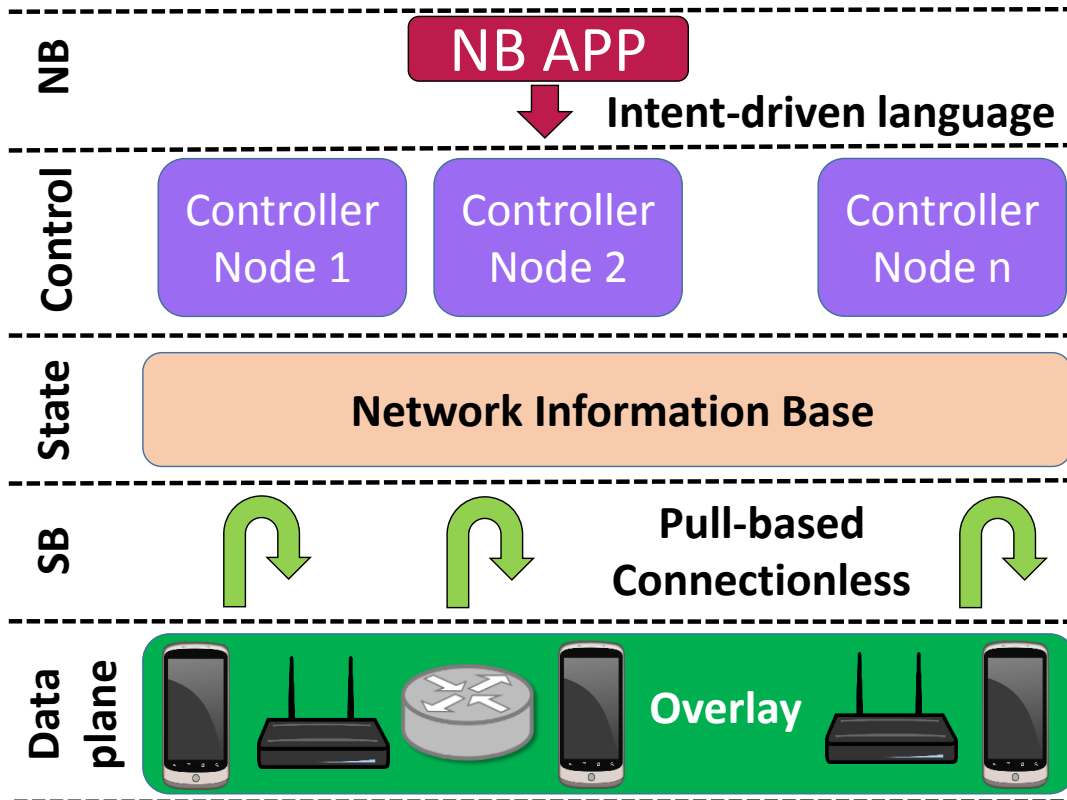 NB
NB APP
Intent-driven language
Control
Controller
Node 1
Controller
Node 2
Controller
Node n
State
Network Information Base
SB
Pull-based
Connectionless
Data
plane
Overlay